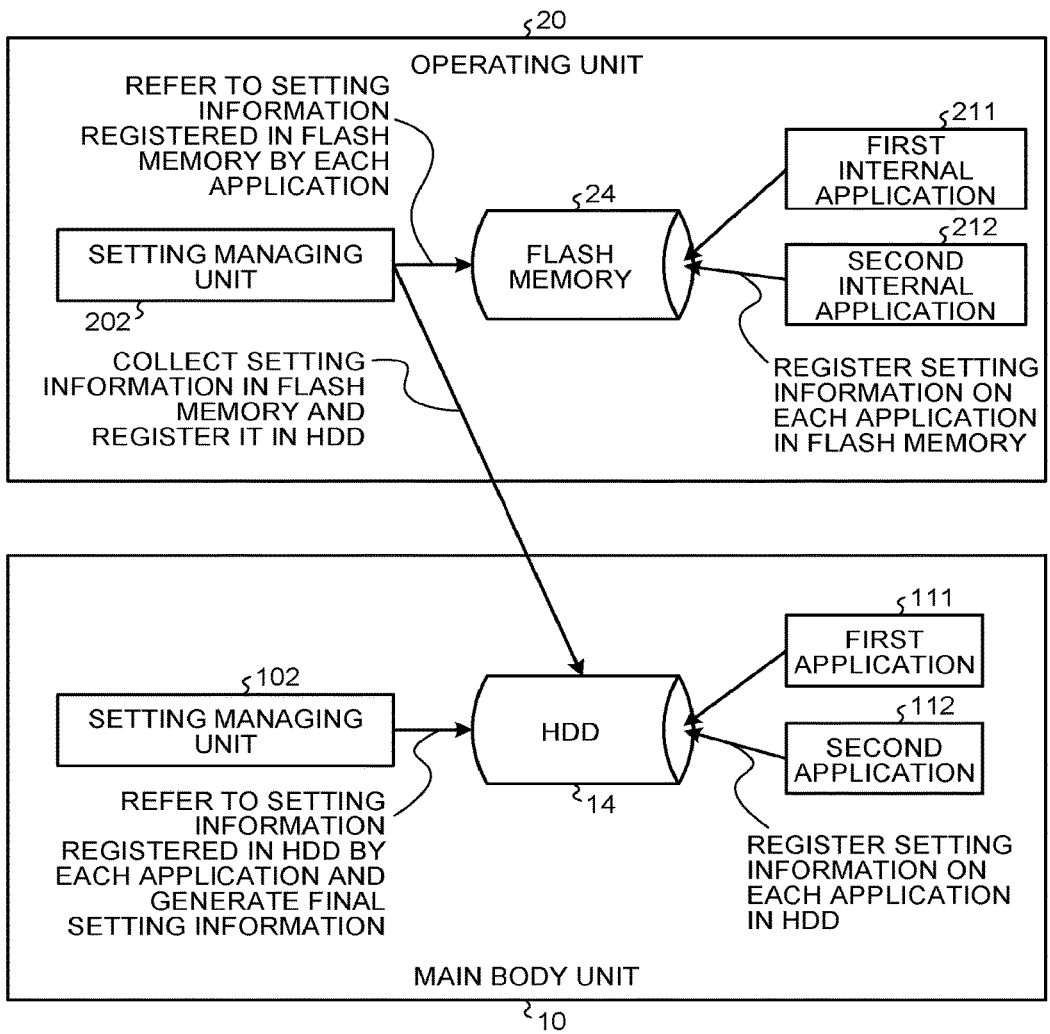 20
OPERATING UNIT
REFER TO SETTING
INFORMATION
REGISTERED IN FLASH
MEMORY BY EACH
APPLICATION
211
FIRST
INTERNAL
APPLICATION
24
FLASH
MEMORY
212
SECOND
INTERNAL
APPLICATION
SETTING MANAGING
UNIT
202
COLLECT SETTING
INFORMATION IN FLASH
MEMORY AND
REGISTER IT IN HDD
REGISTER SETTING
INFORMATION ON
EACH APPLICATION
IN FLASH MEMORY
111
FIRST
APPLICATION
102
SETTING MANAGING
UNIT
HDD
14
112
SECOND
APPLICATION
REFER TO SETTING
INFORMATION
REGISTERED IN HDD BY
EACH APPLICATION AND
GENERATE FINAL
SETTING INFORMATION
REGISTER SETTING
INFORMATION ON
EACH APPLICATION
IN HDD
MAIN BODY UNIT
10